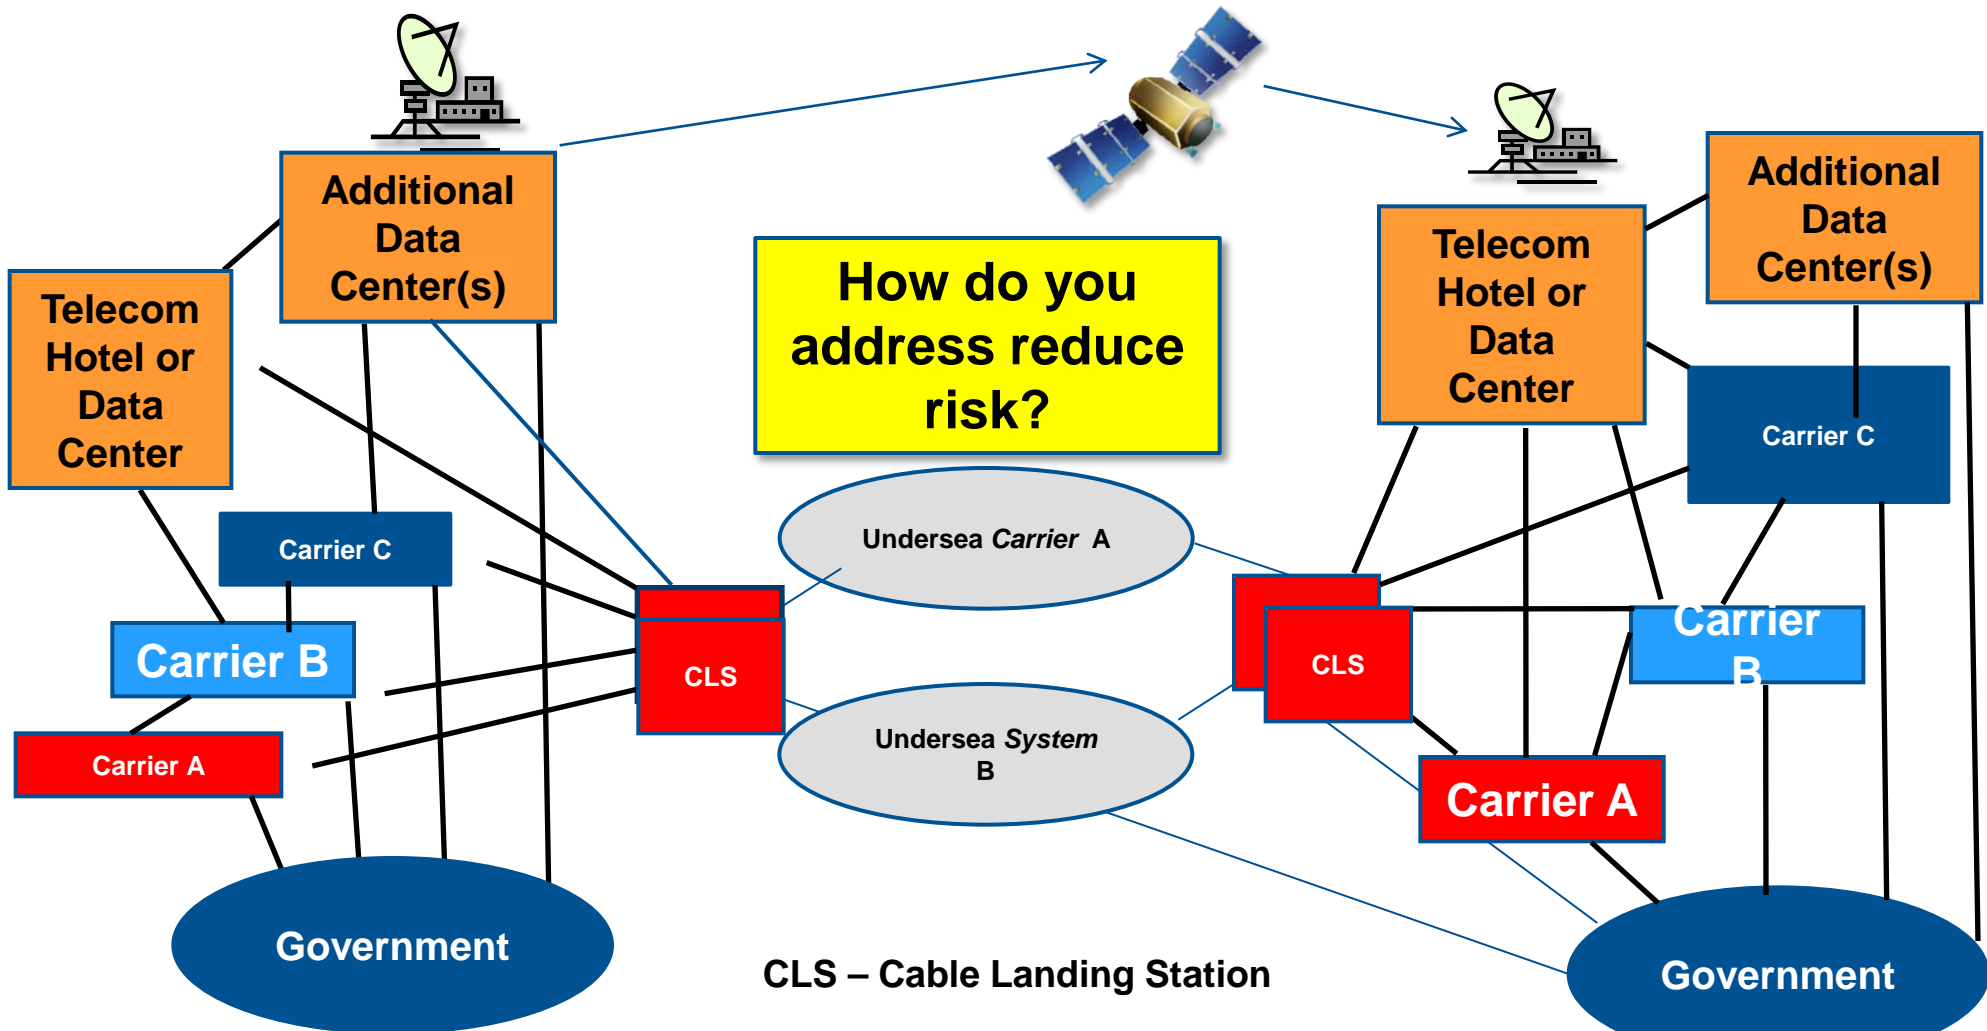 Additional
Data
Center(s)
Telecom
Hotel or
Data
Center
Carrier C
Carrier B
Carrier A
Government
How do you
address reduce
risk?
Undersea Carrier A
CLS
Undersea System
B
CLS – Cable Landing Station
Telecom
Hotel or
Data
Center
Additional
Data
Center(s)
Carrier C
Carrier
B
CLS
Carrier A
Government